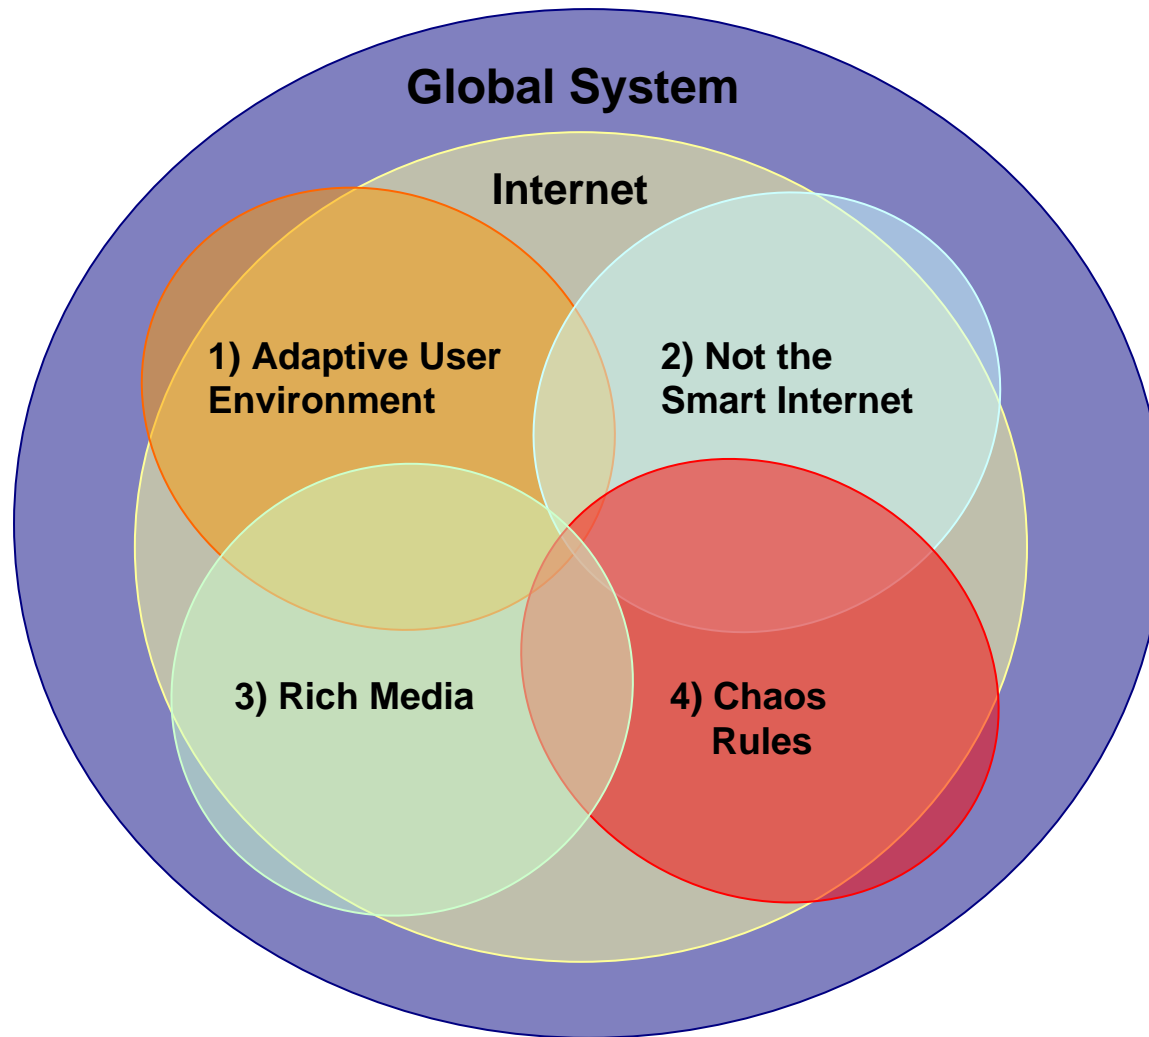 Global System
Internet
1) Adaptive User
Environment
2) Not the
Smart Internet
3) Rich Media
4) Chaos
Rules